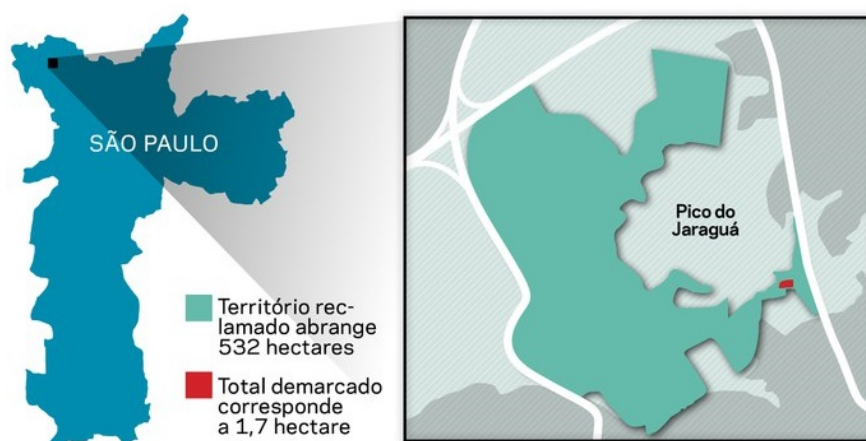 SÃO PAULO
Território rec-
lamado abrange
532 hectares
Total demarcado
corresponde
a 1,7 hectare
Pico do
Jaraguá